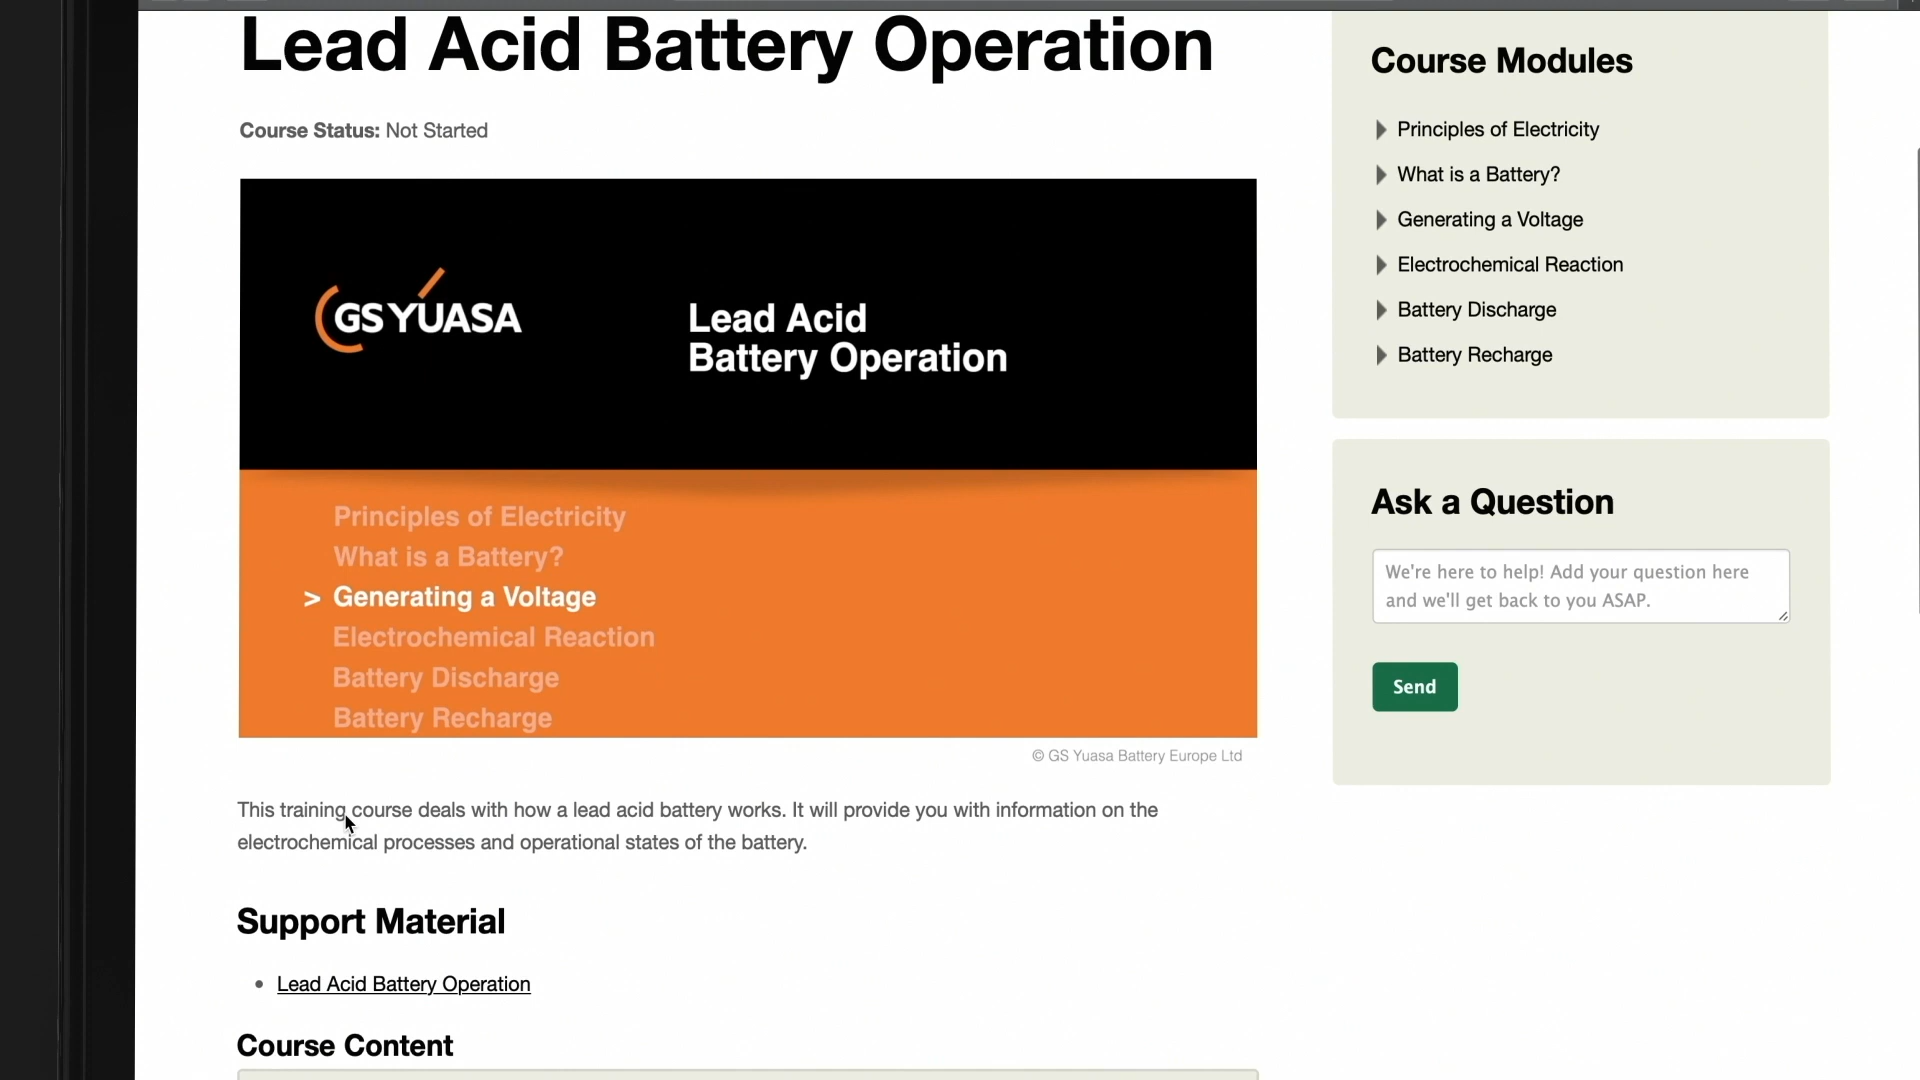 Lead Acid Battery Operation
Course Status: Not Started
GS YUASA
Lead Acid
Battery Operation
Principles of Electricity
What is a Battery?
> Generating a Voltage
Electrochemical Reaction
Battery Discharge
Battery Recharge
© GS Yuasa Battery Europe Ltd
This training course deals with how a lead acid battery works. It will provide you with information on the
electrochemical processes and operational states of the battery.
Support Material
• Lead Acid Battery Operation
Course Content
Course Modules
Principles of Electricity
What is a Battery?
Generating a Voltage
Electrochemical Reaction
Battery Discharge
Battery Recharge
Ask a Question
We're here to help! Add your question here
and we'll get back to you ASAP.
Send